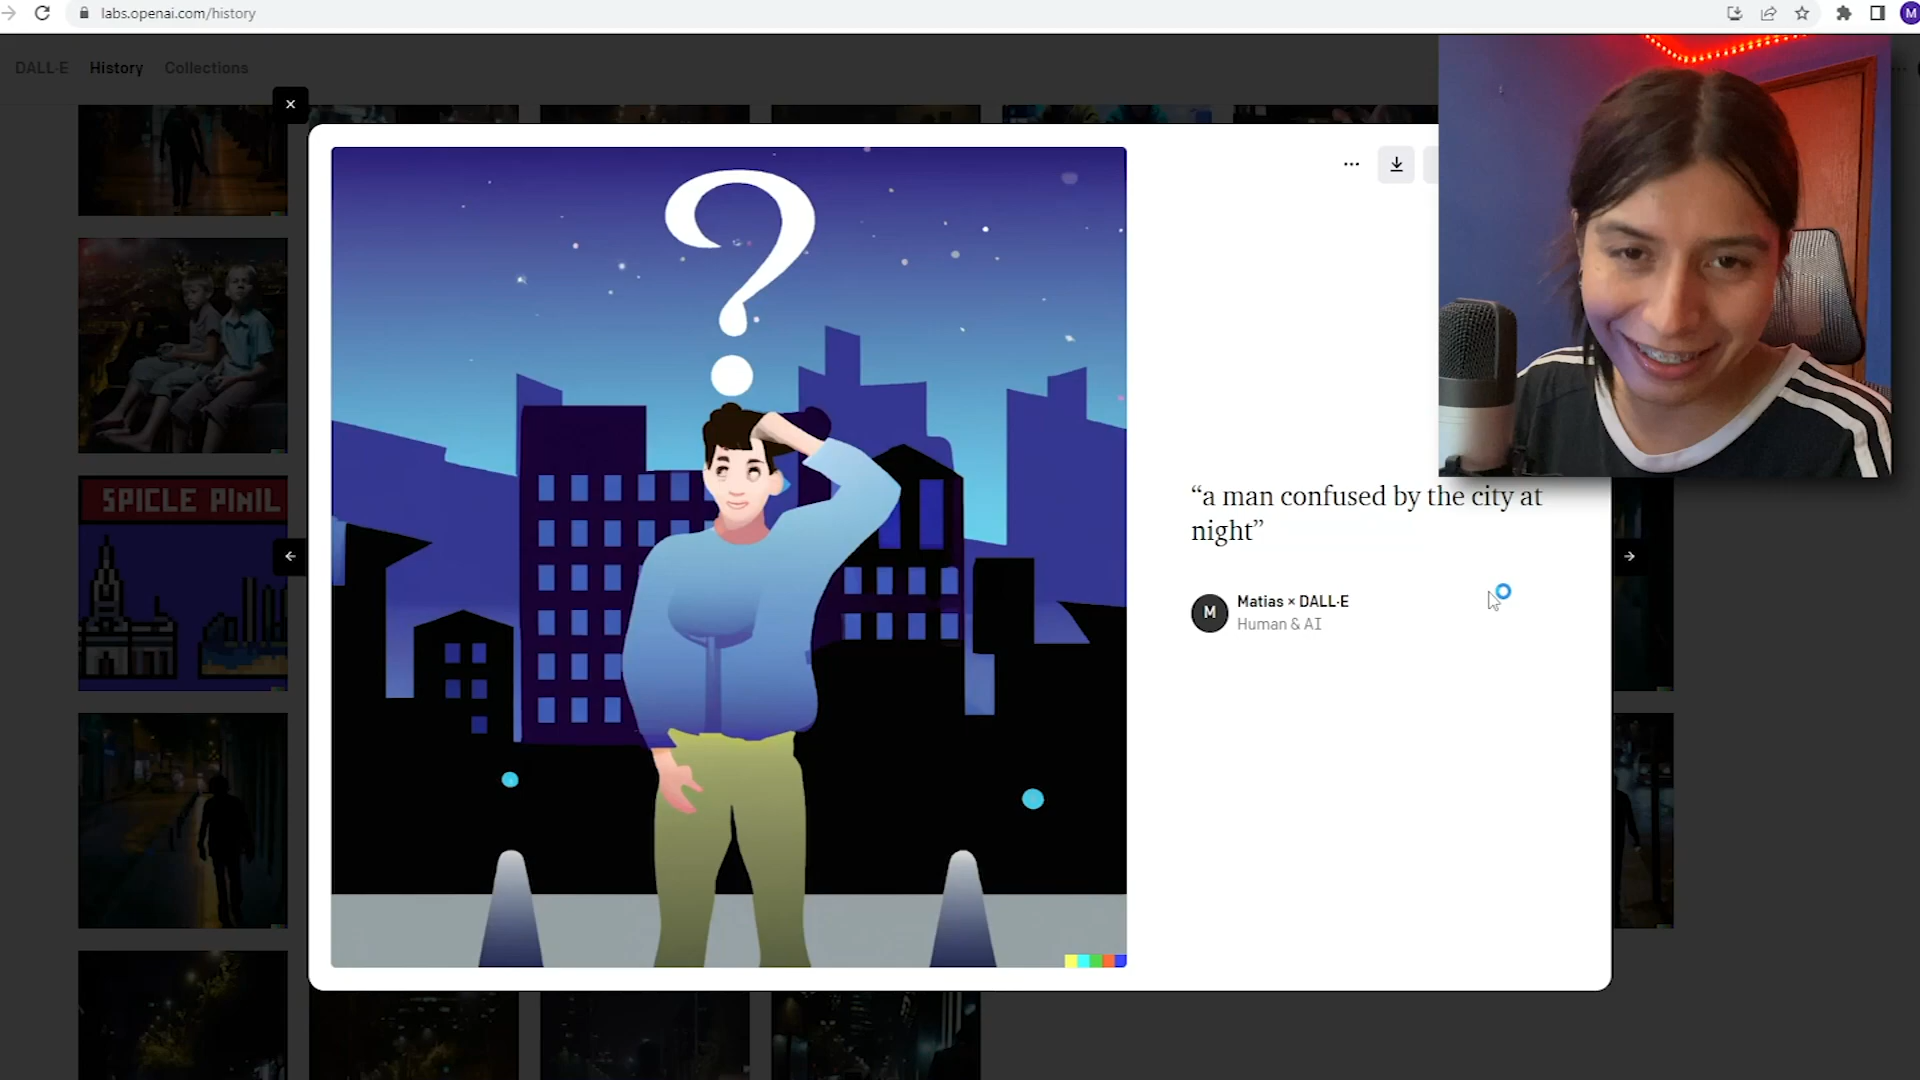 labs.openai.com/history
M
DALL·E History Collections
?
SPICLE PINIL
“a man confused by the city at
night”
M
Matias × DALL·E
Human & AI